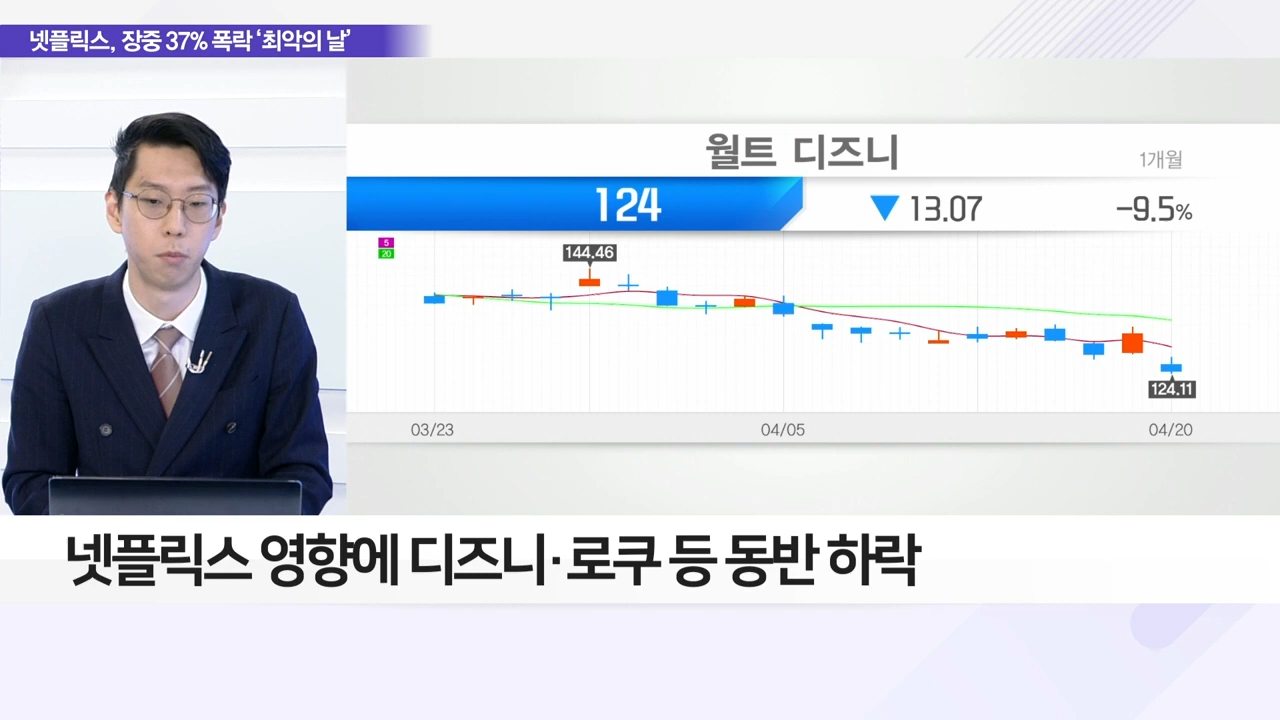 넷플릭스, 장중 37% 폭락 '최악의 날'
월트 디즈니
1개월
124
▼ 13.07
-9.5%
5
20
144.46
124.11
03/23
04/05
04/20
넷플릭스 영향에 디즈니·로쿠 등 동반 하락